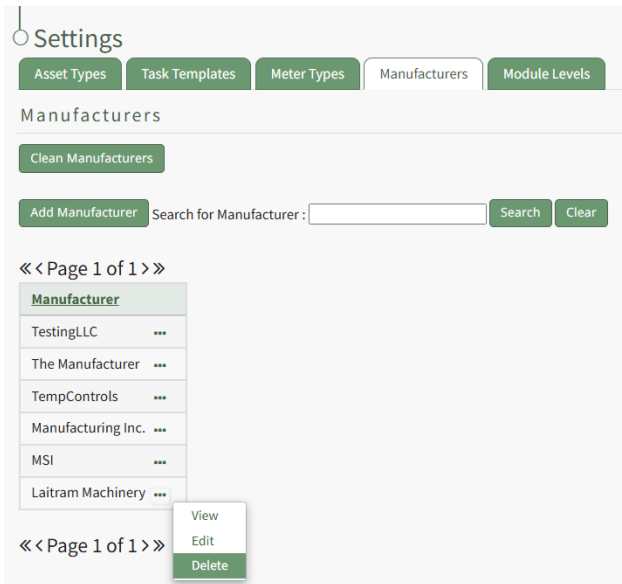 Settings
Asset Types Task Templates Meter Types Manufacturers Module Levels
Manufacturers
Clean Manufacturers
Add Manufacturer Search for Manufacturer : Search Clear
« < Page 1 of 1 > »
Manufacturer
TestingLLC ...
The Manufacturer ...
TempControls ...
Manufacturing Inc. ...
MSI ...
Laitram Machinery ...
View
Edit
Delete
« < Page 1 of 1 > »